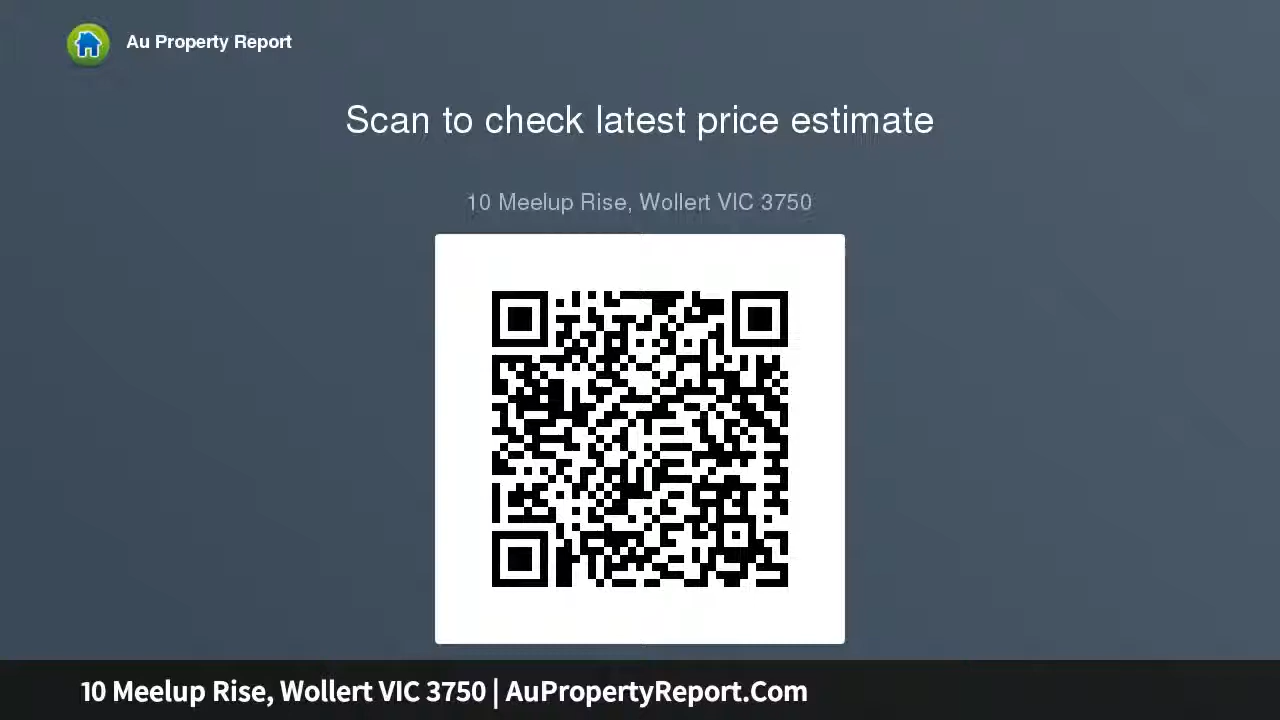 Au Property Report
Scan to check latest price estimate
10 Meelup Rise, Wollert VIC 3750
10 Meelup Rise, Wollert VIC 3750 | AuPropertyReport.Com